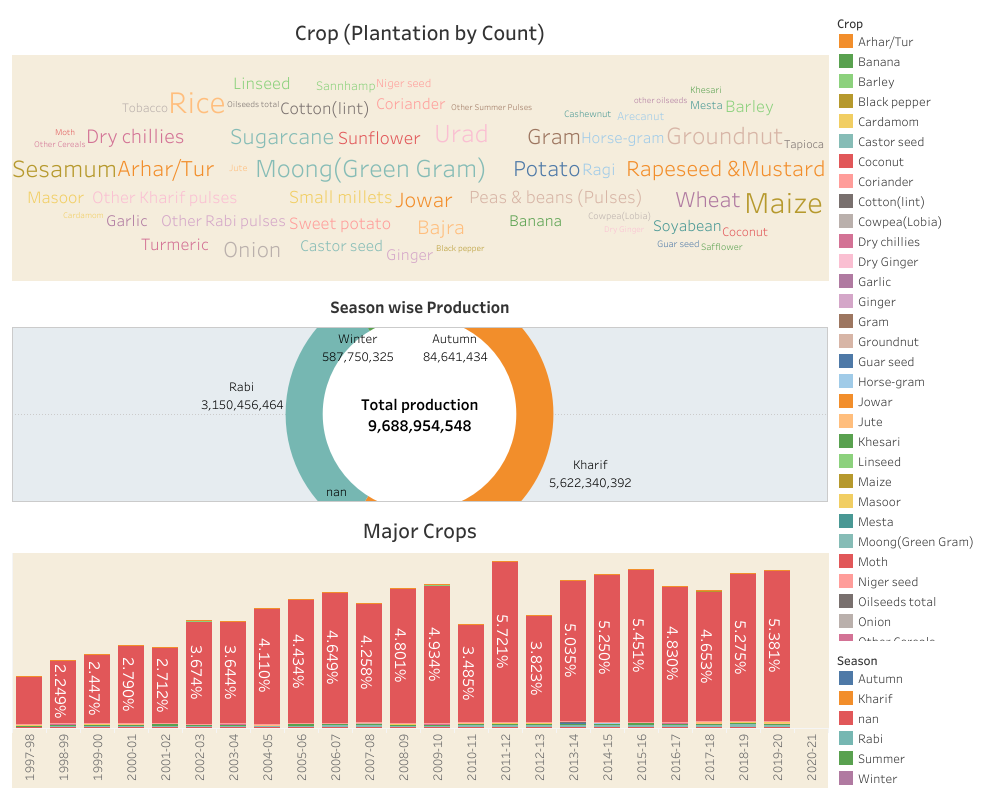 Crop (Plantation by Count)
Linseed
Sannhamp
Niger seed
Khesari
Tobacco
Rice
Oilseeds total
Cotton(lint)
Coriander
Other Summer Pulses
other oilseeds
Mesta
Barley
Cashewnut
Arecanut
Moth
Other Cereals
Dry chillies
Sugarcane
Sunflower
Urad
Gram
Horse-gram
Groundnut
Tapioca
Sesamum
Arhar/Tur
Jute
Moong(Green Gram)
Potato
Ragi
Rapeseed &Mustard
Masoor
Other Kharif pulses
Small millets
Jowar
Peas & beans (Pulses)
Wheat
Maize
Cardamom
Garlic
Other Rabi pulses
Sweet potato
Bajra
Banana
Cowpea(Lobia)
Dry Ginger
Soyabean
Coconut
Turmeric
Onion
Castor seed
Ginger
Black pepper
Guar seed
Safflower
Season wise Production
Winter
587,750,325
Autumn
84,641,434
Rabi
3,150,456,464
Total production
9,688,954,548
Kharif
5,622,340,392
nan
Major Crops
2.249%
2.447%
2.790%
2.712%
3.674%
3.644%
4.110%
4.434%
4.649%
4.258%
4.801%
4.934%
3.485%
5.721%
3.823%
5.035%
5.250%
5.451%
4.830%
4.653%
5.275%
5.381%
1997-98
1998-99
1999-00
2000-01
2001-02
2002-03
2003-04
2004-05
2005-06
2006-07
2007-08
2008-09
2009-10
2010-11
2011-12
2012-13
2013-14
2014-15
2015-16
2016-17
2017-18
2018-19
2019-20
2020-21
Crop
Arhar/Tur
Banana
Barley
Black pepper
Cardamom
Castor seed
Coconut
Coriander
Cotton(lint)
Cowpea(Lobia)
Dry chillies
Dry Ginger
Garlic
Ginger
Gram
Groundnut
Guar seed
Horse-gram
Jowar
Jute
Khesari
Linseed
Maize
Masoor
Mesta
Moong(Green Gram)
Moth
Niger seed
Oilseeds total
Onion
Other Cereals
Season
Autumn
Kharif
nan
Rabi
Summer
Winter